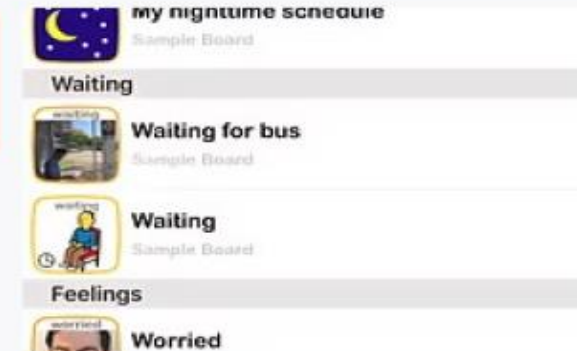 My nighttime schedule
Sample Board
Waiting
waiting
Waiting for bus
Sample Board
waiting
Waiting
Sample Board
Feelings
worried
Worried